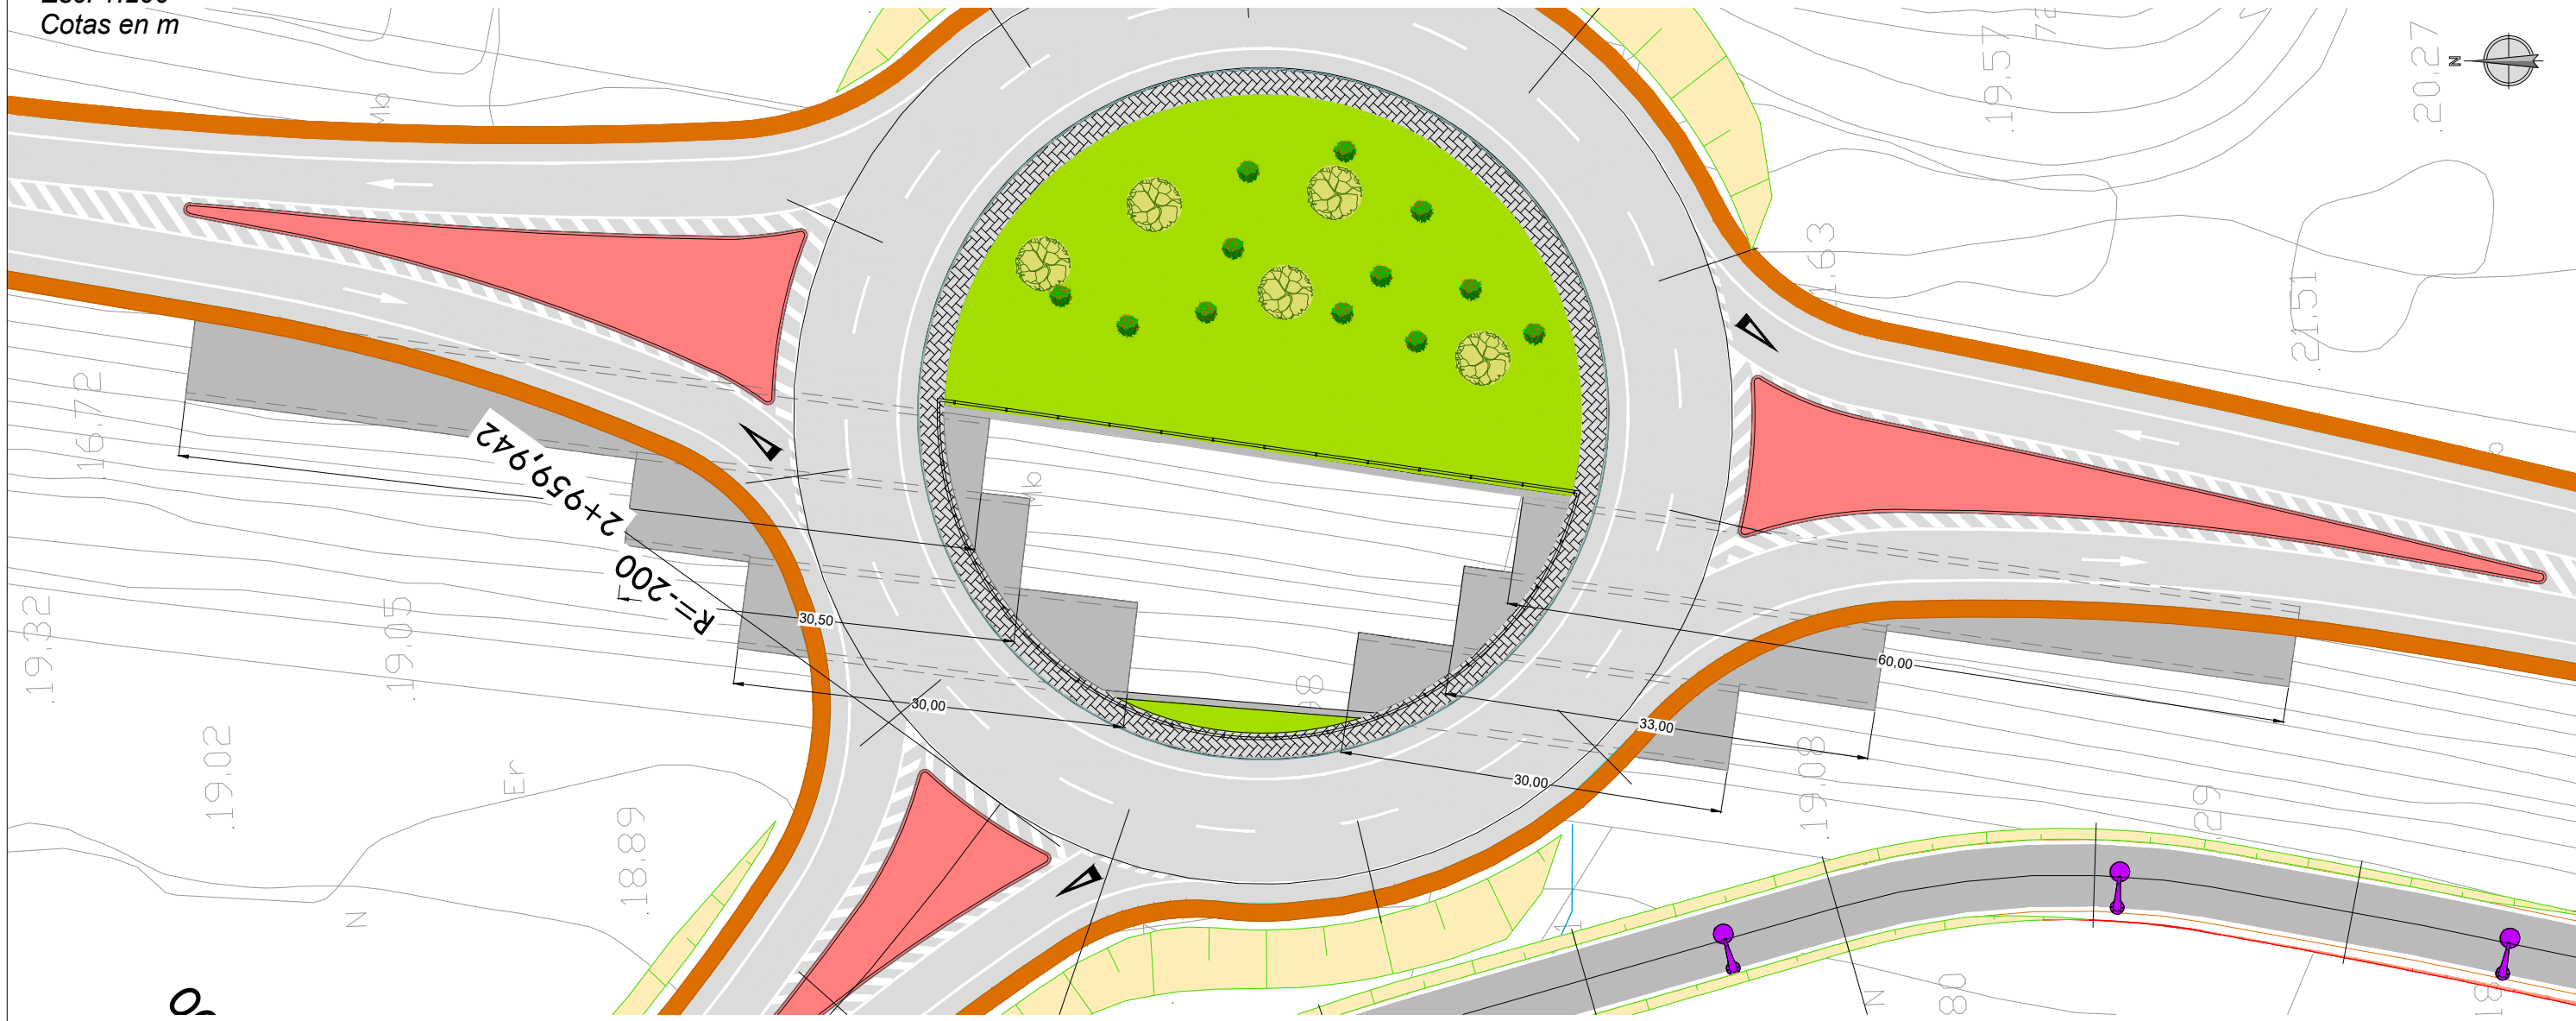 Cotas en m
.19.57
.20.27
N
.16.72
2+959,942
R=-200
.21.51
30,50
60,00
.19.32
.19.05
30,00
33,00
30,00
.19.02
Er
.18.89
.19.08
N
N